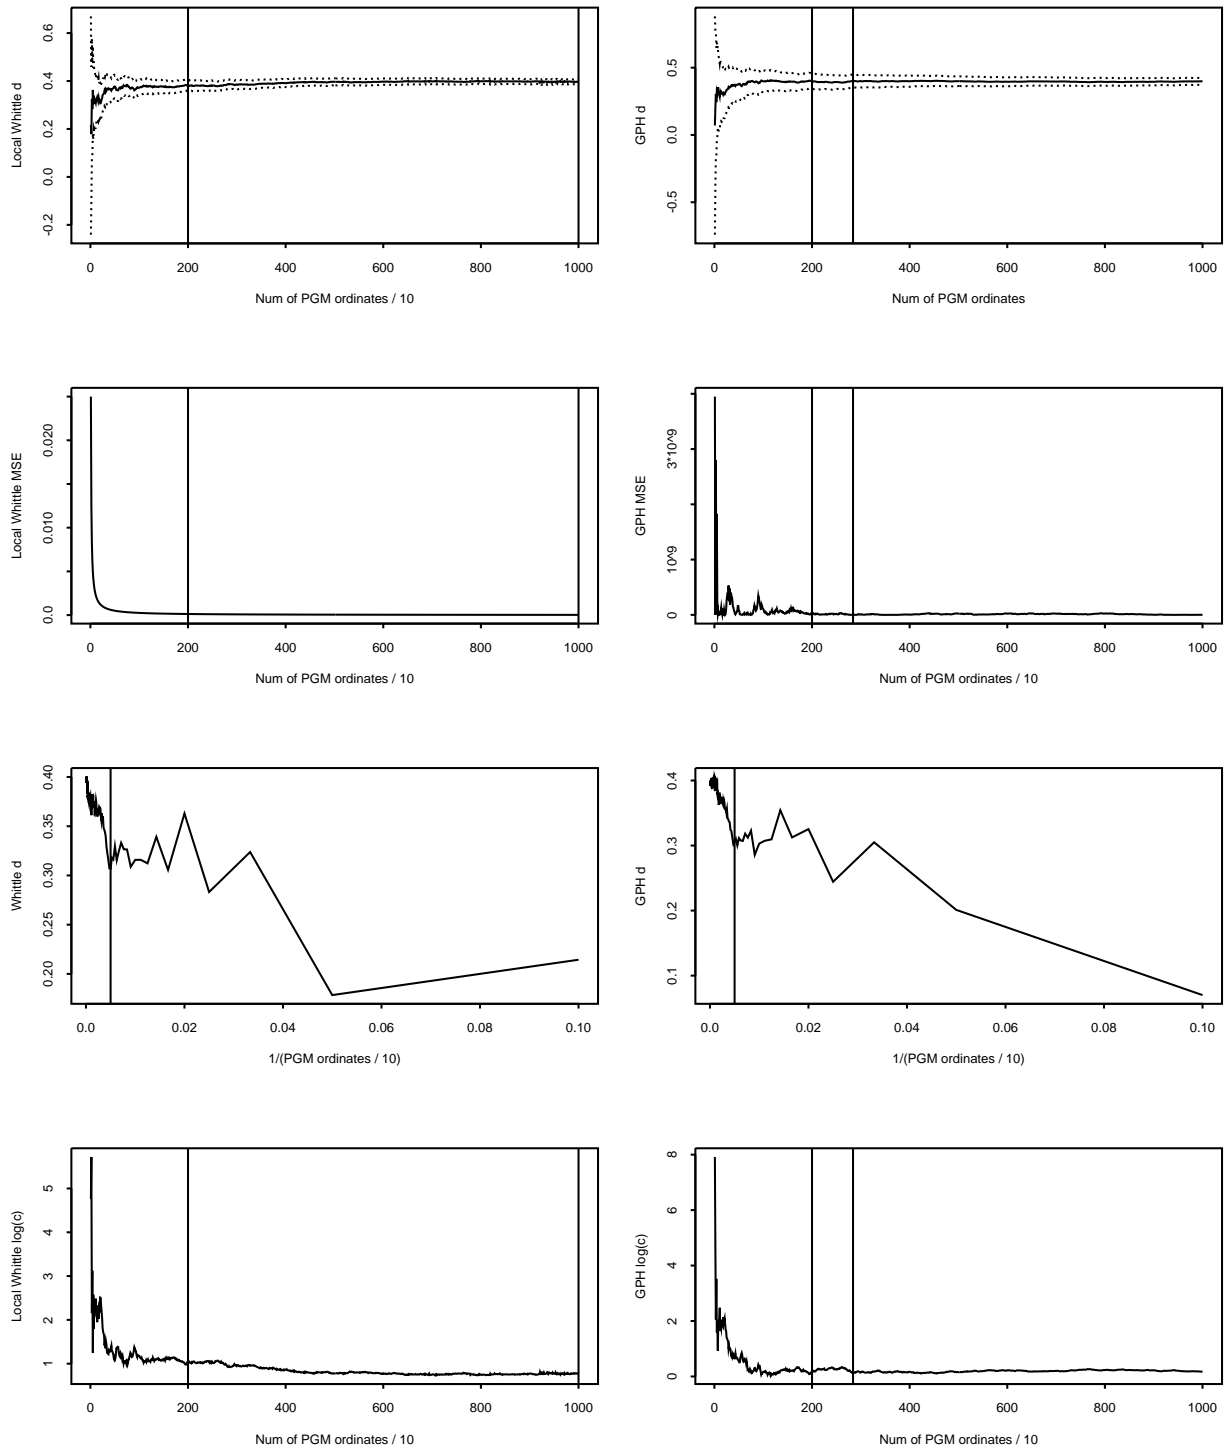 Local Whittle d
-0.2 0.0 0.2 0.4 0.6
0 200 400 600 800 1000
Num of PGM ordinates / 10
GPH d
-0.5 0.0 0.5
0 200 400 600 800 1000
Num of PGM ordinates
Local Whittle MSE
0.0 0.010 0.020
0 200 400 600 800 1000
Num of PGM ordinates / 10
GPH MSE
0 10^9 3*10^9
0 200 400 600 800 1000
Num of PGM ordinates / 10
Whittle d
0.20 0.25 0.30 0.35 0.40
0.0 0.02 0.04 0.06 0.08 0.10
1/(PGM ordinates / 10)
GPH d
0.1 0.2 0.3 0.4
0.0 0.02 0.04 0.06 0.08 0.10
1/(PGM ordinates / 10)
Local Whittle log(c)
1 2 3 4 5
0 200 400 600 800 1000
Num of PGM ordinates / 10
GPH log(c)
0 2 4 6 8
0 200 400 600 800 1000
Num of PGM ordinates / 10